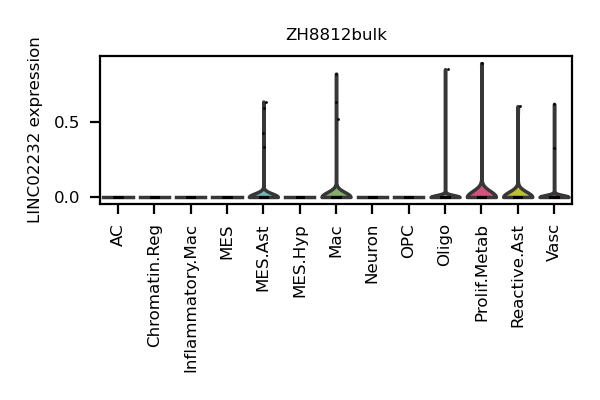 ZH8812bulk
LINC02232 expression
0.5
0.0
AC
Chromatin.Reg
Inflammatory.Mac
MES
MES.Ast
MES.Hyp
Mac
Neuron
OPC
Oligo
Prolif.Metab
Reactive.Ast
Vasc